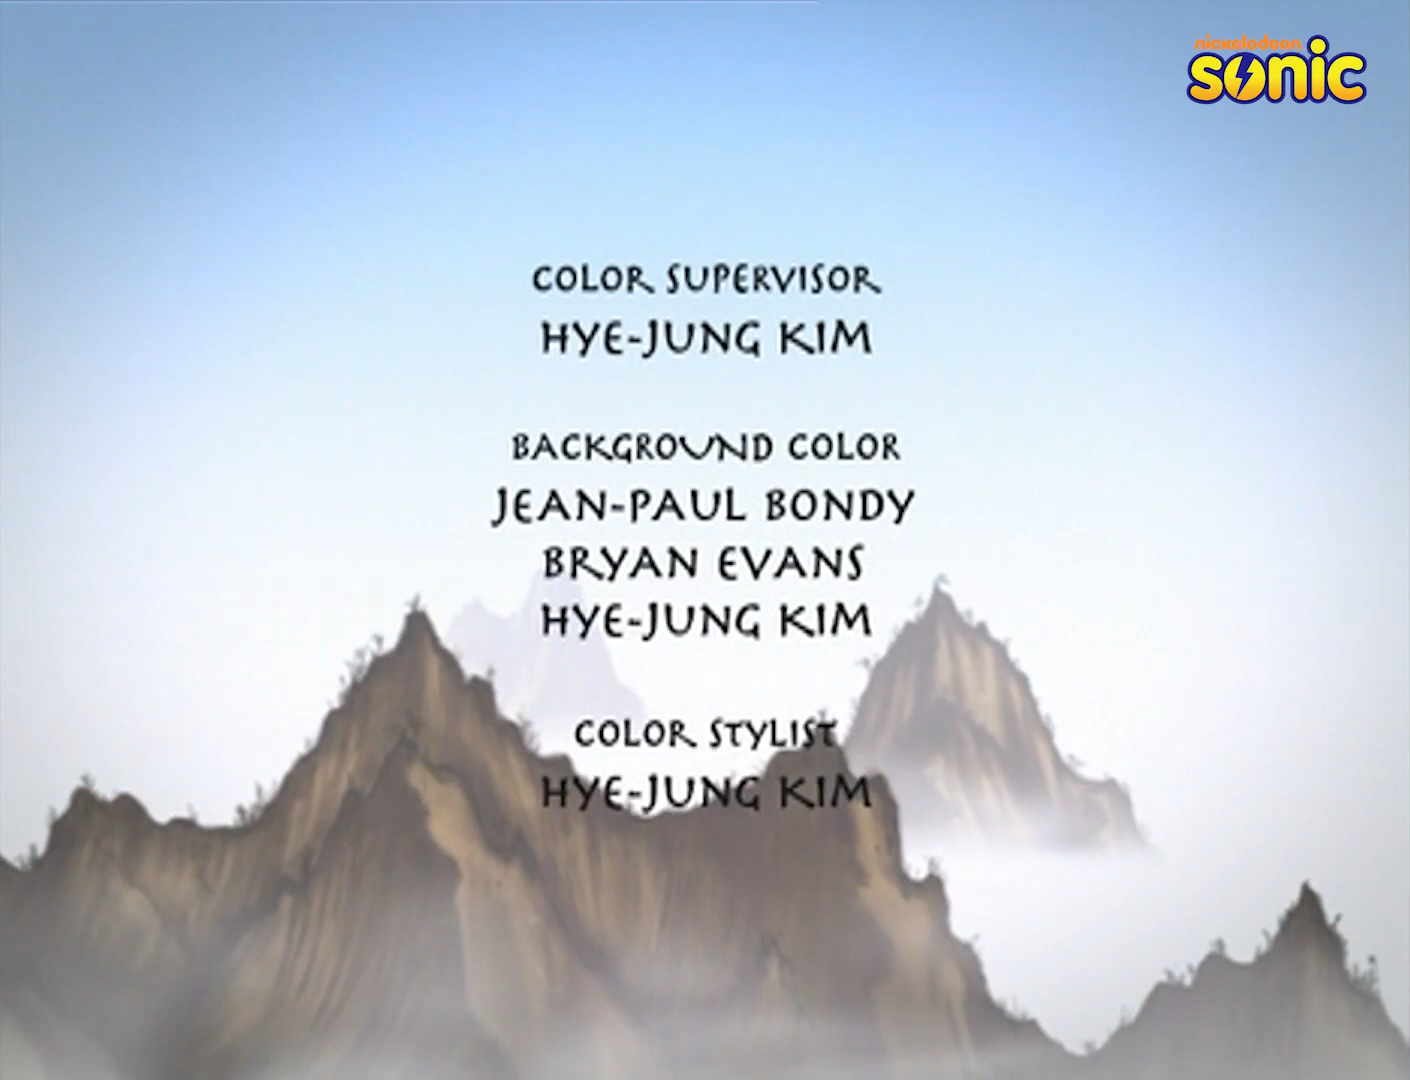 nickelodeon
sonic
COLOR SUPERVISOR
HYE-JUNG KIM
BACKGROUND COLOR
JEAN-PAUL BONDY
BRYAN EVANS
HYE-JUNG KIM
COLOR STYLIST
HYE-JUNG KIM